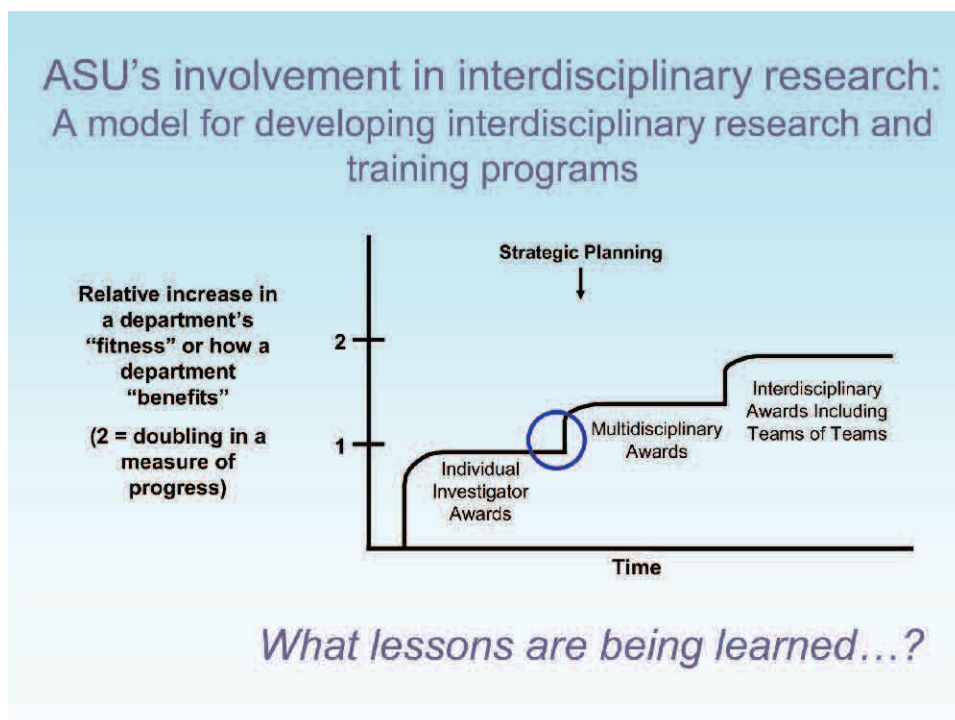 ASU's involvement in interdisciplinary research:
A model for developing interdisciplinary research and
training programs
Strategic Planning
Relative increase in
a department's
“fitness” or how a
department
“benefits”
(2 = doubling in a
measure of
progress)
2
1
Individual
Investigator
Awards
Multidisciplinary
Awards
Interdisciplinary
Awards Including
Teams of Teams
Time
What lessons are being learned…?